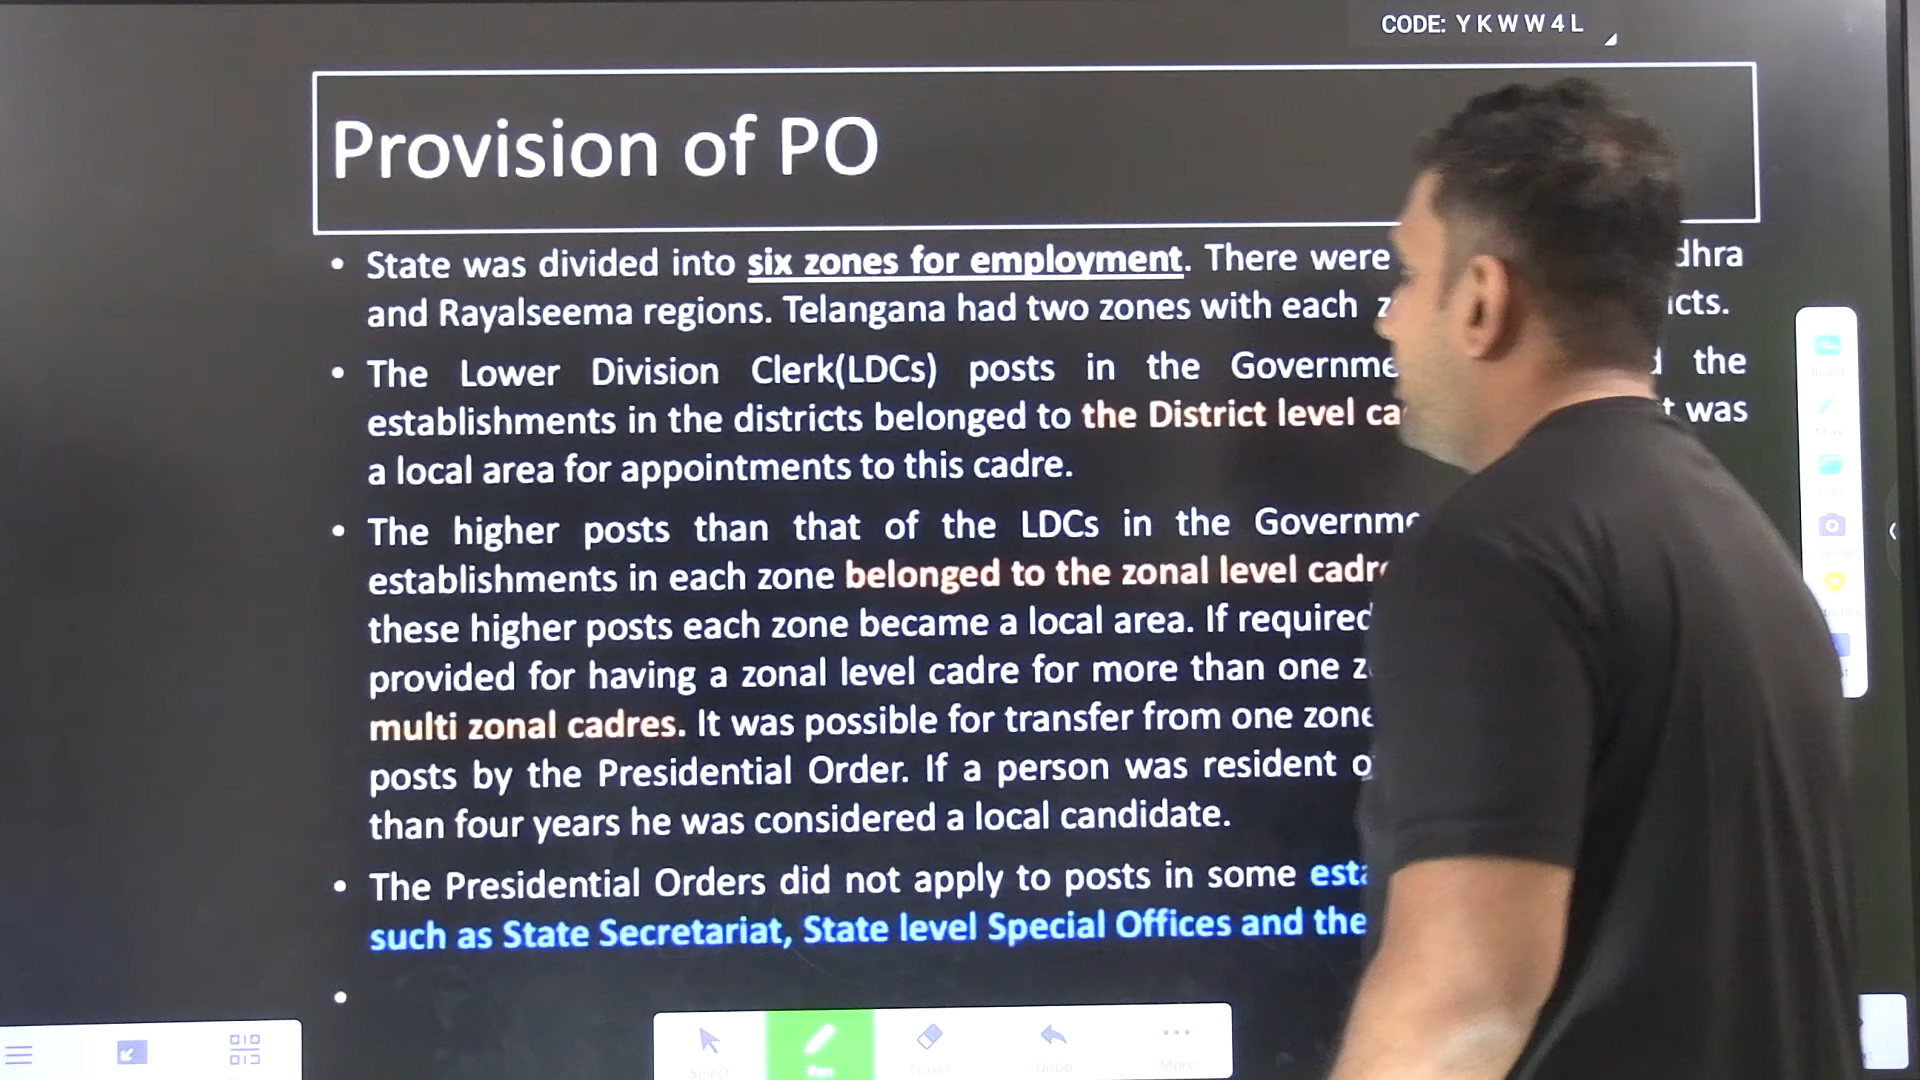 CODE: Y K W W 4 L
Provision of PO
• State was divided into six zones for employment. There were
and Rayalseema regions. Telangana had two zones with each
• The Lower Division Clerk(LDCs) posts in the the
establishments in the districts belonged to the District level was
a local area for appointments to this cadre.
• The higher posts than that of the LDCs in the
establishments in each zone belonged to the zonal level
these higher posts each zone became a local area. If required
provided for having a zonal level cadre for more than one
multi zonal cadres. It was possible for transfer from one zone
posts by the Presidential Order. If a person was resident
than four years he was considered a local candidate.
• The Presidential Orders did not apply to posts in some
such as State Secretariat, State level Special Offices and the
•
Select
Pen
Eraser
Undo
More